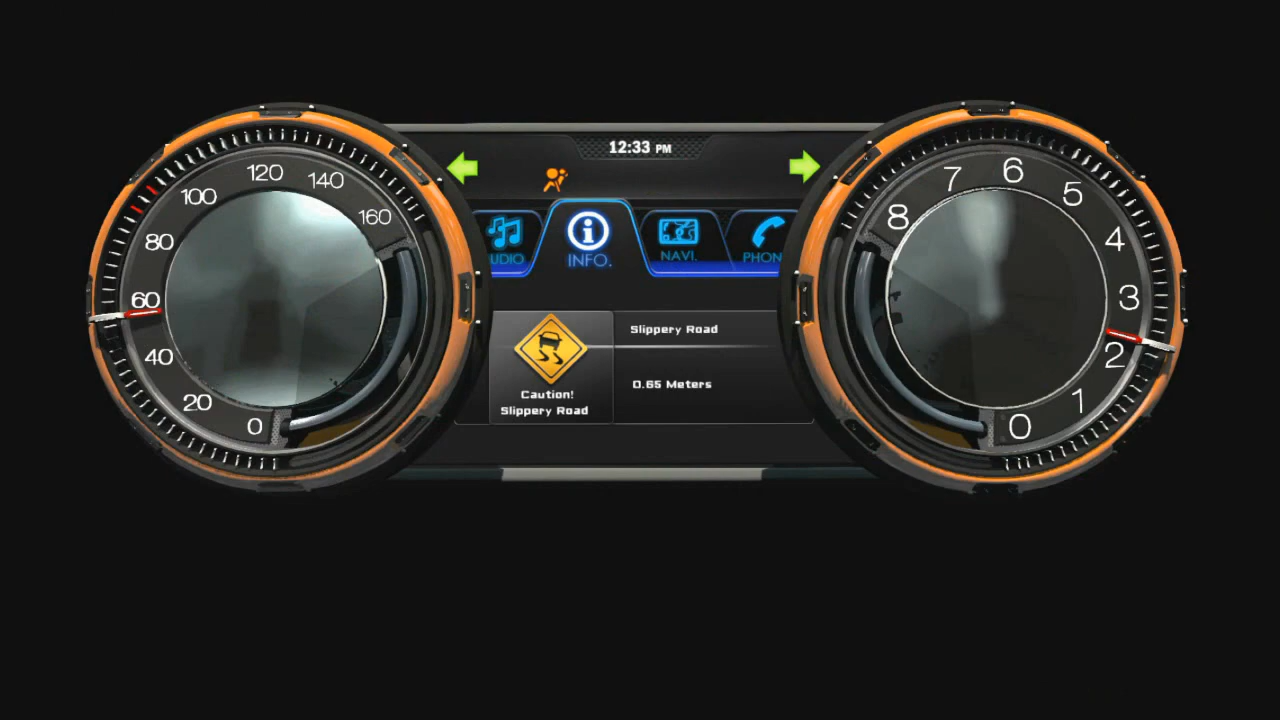 12:33 PM
UDIO
INFO.
NAVI.
PHON
Slippery Road
0.65 Meters
Caution!
Slippery Road
0
20
40
60
80
100
120
140
160
0
1
2
3
4
5
6
7
8